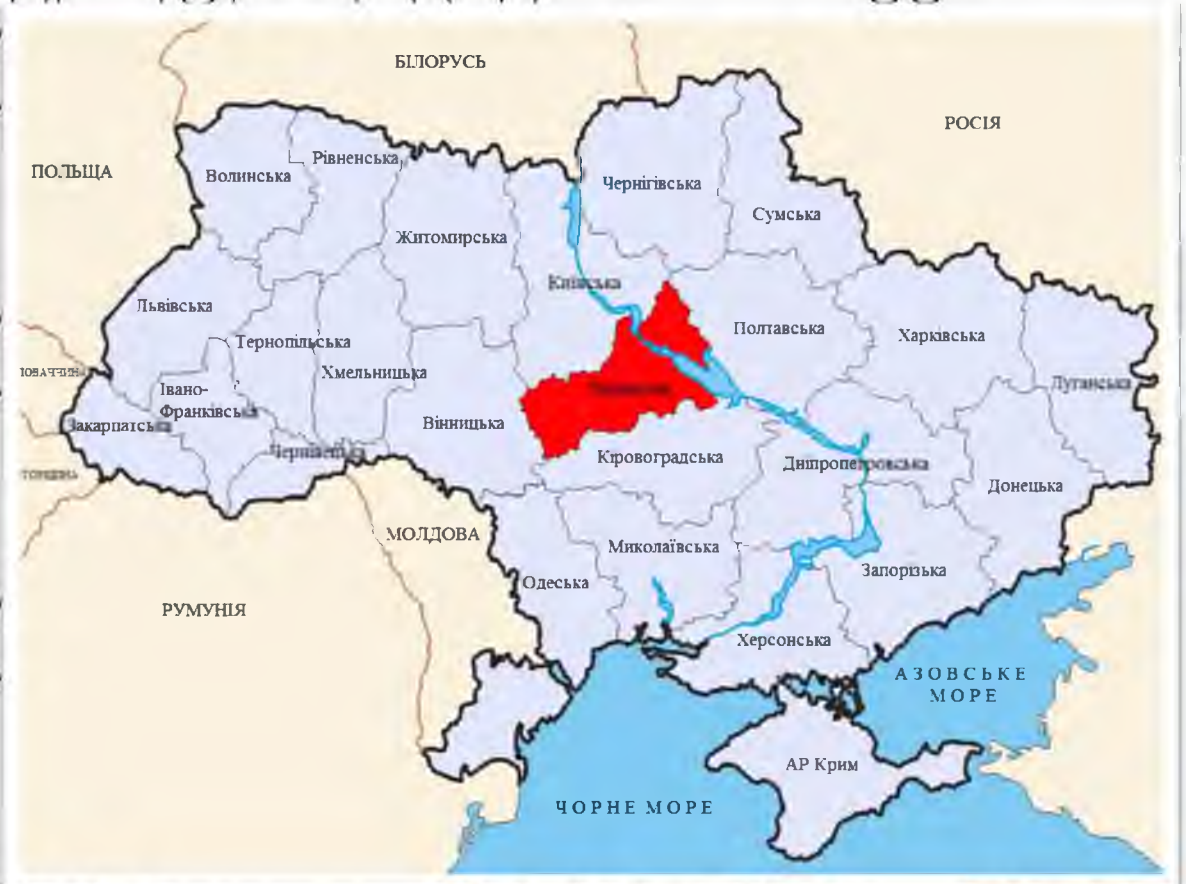 БІЛОРУСЬ
РОСІЯ
ПОЛЬЩА
Волинська
Рівненська
Чернігівська
Сумська
Житомирська
Київська
Львівська
Тернопільська
Хмельницька
Полтавська
Харківська
Луганська
Івано-
Франківська
Закарпатська
Вінницька
Чернівецька
Кіровоградська
Дніпропетровська
Донецька
МОЛДОВА
Миколаївська
Одеська
Запорізька
РУМУНІЯ
Херсонська
АЗОВСЬКЕ
МОРЕ
АР Крим
ЧОРНЕ МОРЕ